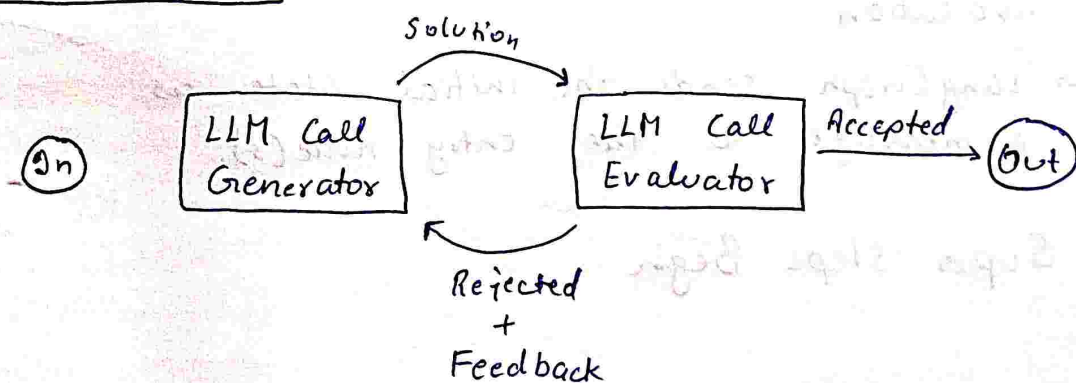 Solution
In
LLM Call
Generator
LLM Call
Evaluator
Accepted
Out
Rejected
+
Feedback